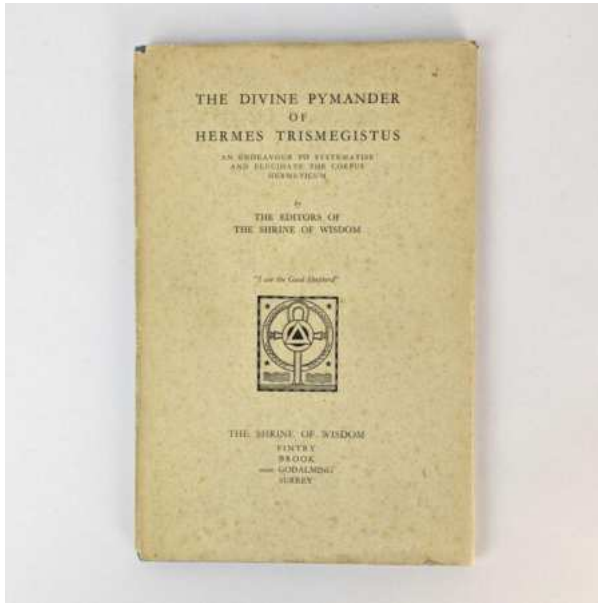 THE DIVINE PYMANDER
OF
HERMES TRISMEGISTUS
AN ENDEAVOUR TO SYSTEMATISE
AND ELUCIDATE THE CORPUS
HERMETICUM
by
THE EDITORS OF
THE SHRINE OF WISDOM
"I am the Good Shepherd"
THE SHRINE OF WISDOM
FINTRY
BROOK
near GODALMING
SURREY